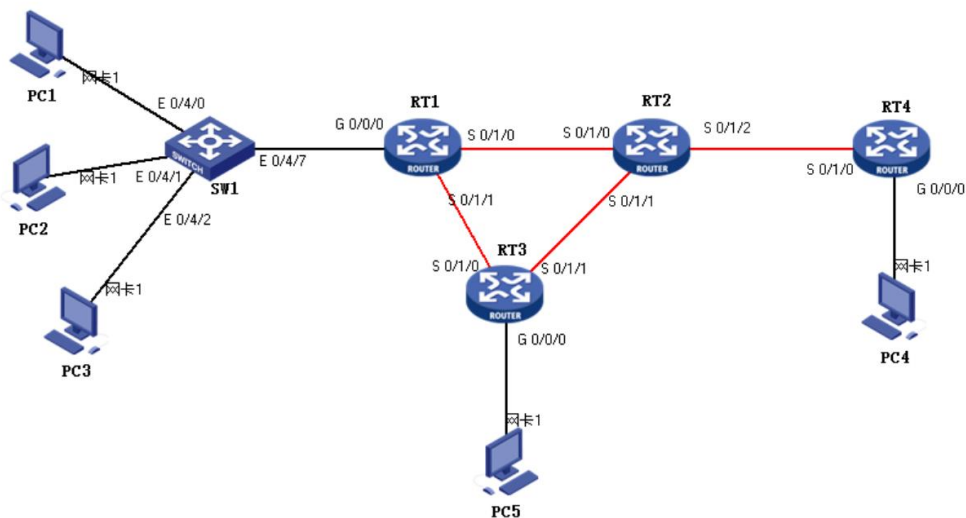 网卡1
PC1
E 0/4/0
RT1
RT2
RT4
G 0/0/0
S 0/1/0
S 0/1/0
S 0/1/2
SWITCH
ROUTER
ROUTER
ROUTER
E 0/4/7
S 0/1/0
网卡1
E 0/4/1
SW1
PC2
E 0/4/2
S 0/1/1
S 0/1/1
G 0/0/0
RT3
S 0/1/0
S 0/1/1
网卡1
网卡1
ROUTER
G 0/0/0
PC3
PC4
网卡1
PC5